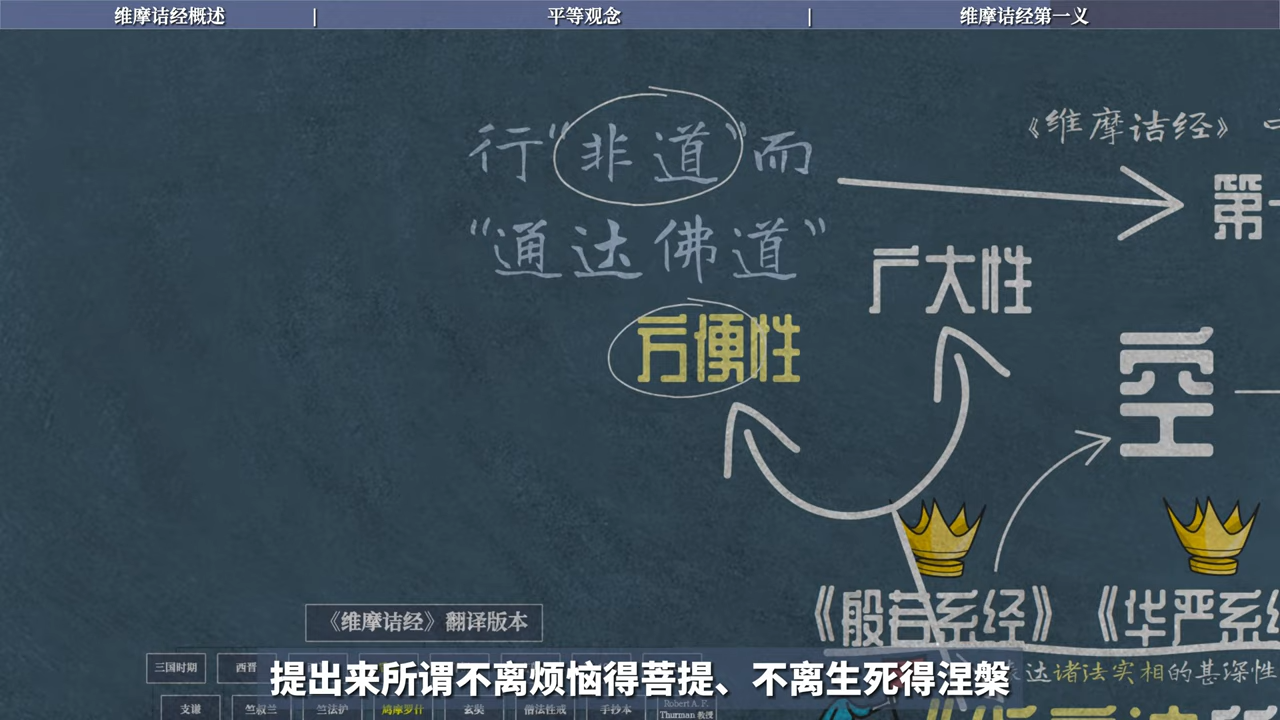 维摩诘经概述 | 平等观念 | 维摩诘经第一义
《维摩诘经》
行“非道”而
“通达佛道”
第一
广大性
方便性
空
《般若系经》 《华严系
《维摩诘经》翻译版本
三国时期 西晋
达诸法实相的甚深性
提出来所谓不离烦恼得菩提、不离生死得涅槃
支谦 竺叔兰 竺法护 鸠摩罗什 玄奘 僧法性戒 手抄本 Robert A. F.
Thurman 教授